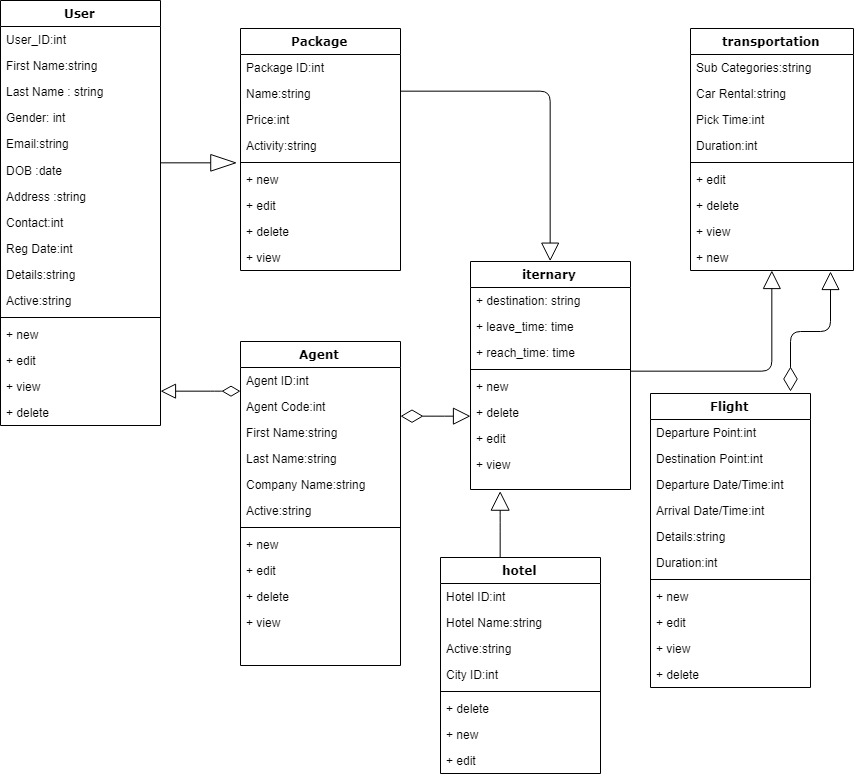 User
User_ID:int
First Name:string
Last Name : string
Gender: int
Email:string
DOB :date
Address :string
Contact:int
Reg Date:int
Details:string
Active:string
+ new
+ edit
+ view
+ delete
Package
Package ID:int
Name:string
Price:int
Activity:string
+ new
+ edit
+ delete
+ view
transportation
Sub Categories:string
Car Rental:string
Pick Time:int
Duration:int
+ edit
+ delete
+ view
+ new
iternary
+ destination: string
+ leave_time: time
+ reach_time: time
+ new
+ delete
+ edit
+ view
Agent
Agent ID:int
Agent Code:int
First Name:string
Last Name:string
Company Name:string
Active:string
+ new
+ edit
+ delete
+ view
Flight
Departure Point:int
Destination Point:int
Departure Date/Time:int
Arrival Date/Time:int
Details:string
Duration:int
+ new
+ edit
+ view
+ delete
hotel
Hotel ID:int
Hotel Name:string
Active:string
City ID:int
+ delete
+ new
+ edit